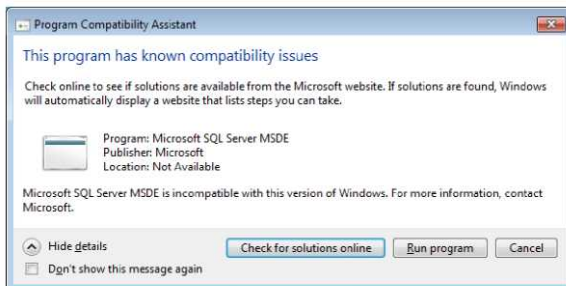 Program Compatibility Assistant
This program has known compatibility issues
Check online to see if solutions are available from the Microsoft website. If solutions are found, Windows
will automatically display a website that lists steps you can take.
Program: Microsoft SQL Server MSDE
Publisher: Microsoft
Location: Not Available
Microsoft SQL Server MSDE is incompatible with this version of Windows. For more information, contact
Microsoft.
Hide details
Check for solutions online
Run program
Cancel
Don't show this message again